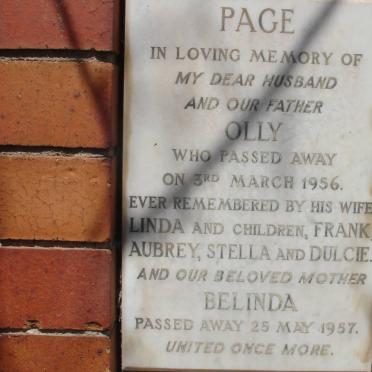 PAGE
IN LOVING MEMORY OF
MY DEAR HUSBAND
AND OUR FATHER
OLLY
WHO PASSED AWAY
ON 3RD MARCH 1956.
EVER REMEMBERED BY HIS WIFE
LINDA AND CHILDREN, FRANK,
AUBREY, STELLA AND DULCIE.
AND OUR BELOVED MOTHER
BELINDA
PASSED AWAY 25 MAY 1957.
UNITED ONCE MORE.